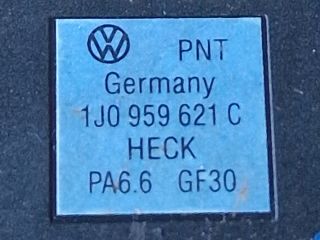 PNT
Germany
1J0 959 621 C
HECK
PA6.6 GF30